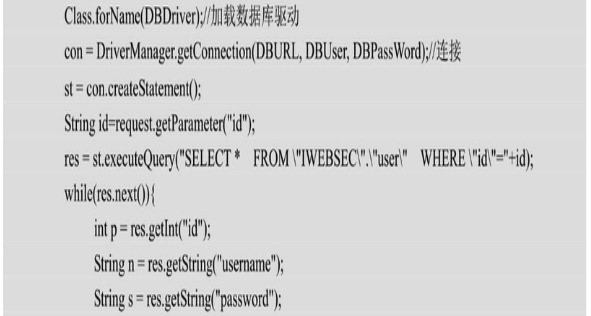 Class.forName(DBDriver);//加载数据库驱动
con = DriverManager.getConnection(DBURL, DBUser, DBPassWord);//连接
st = con.createStatement();
String id=request.getParameter("id");
res = st.executeQuery("SELECT * FROM \"IWEBSEC\".\"user\" WHERE \"id\"="+id);
while(res.next()){
int p = res.getInt("id");
String n = res.getString("username");
String s = res.getString("password");